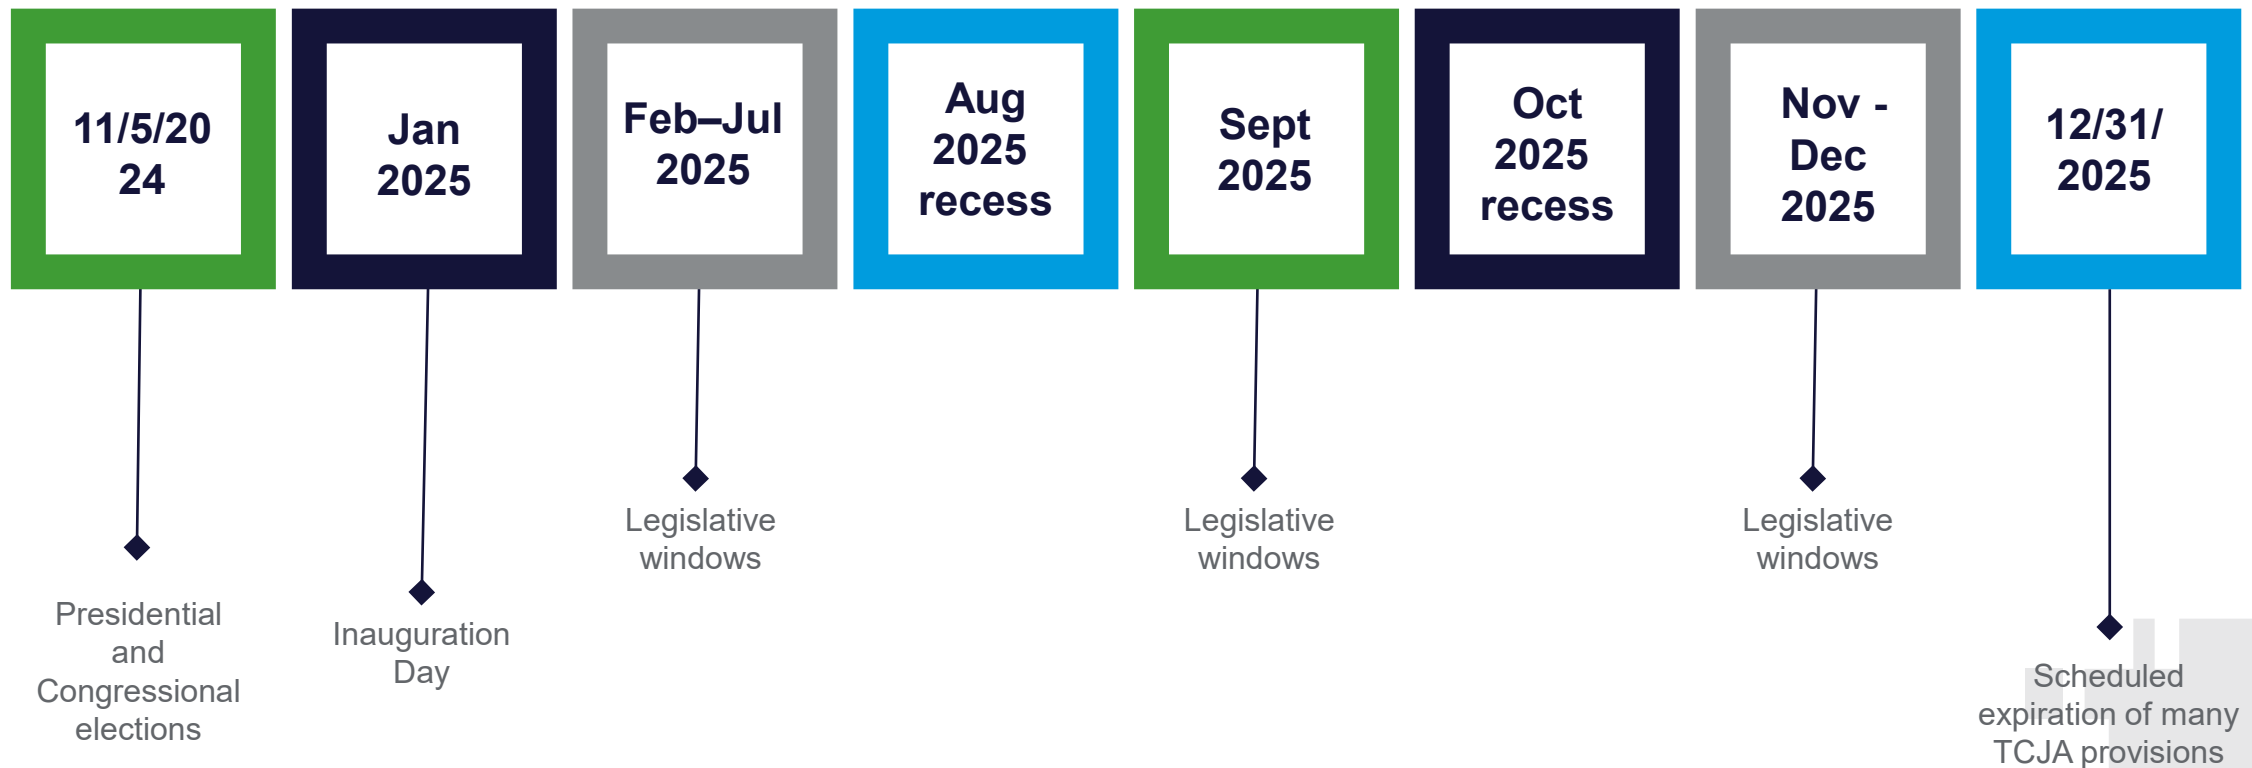 11/5/20
24
Jan
2025
Feb–Jul
2025
Aug
2025
recess
Sept
2025
Oct
2025
recess
Nov -
Dec
2025
12/31/
2025
Presidential
and
Congressional
elections
Inauguration
Day
Legislative
windows
Legislative
windows
Legislative
windows
Scheduled
expiration of many
TCJA provisions